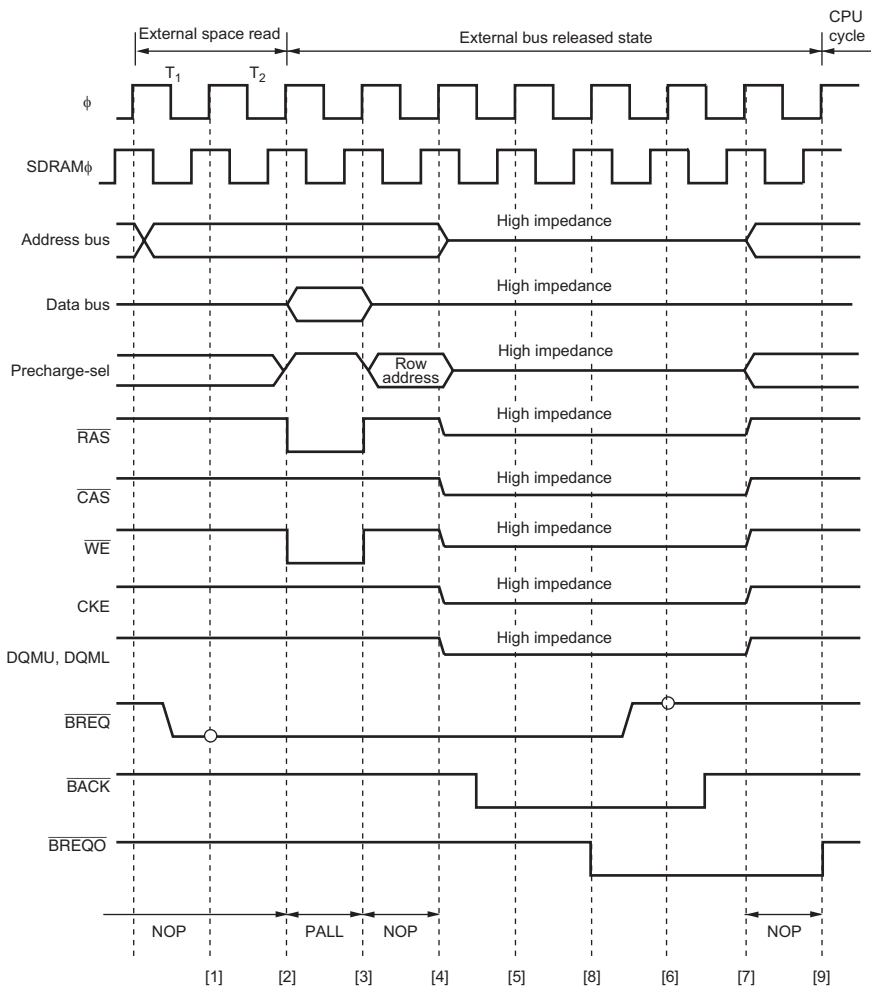 External space read
External bus released state
CPU
cycle
T1
T2
ϕ
SDRAMϕ
Address bus
High impedance
Data bus
High impedance
Precharge-sel
Row
address
High impedance
RAS
High impedance
CAS
High impedance
WE
High impedance
CKE
High impedance
DQMU, DQML
High impedance
BREQ
BACK
BREQO
NOP
PALL
NOP
NOP
[1]
[2]
[3]
[4]
[5]
[8]
[6]
[7]
[9]